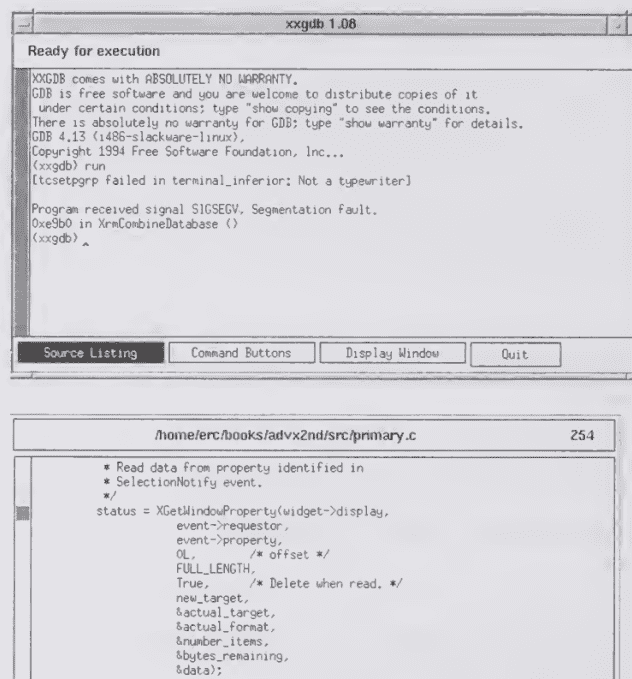 xxgdb 1.08
Ready for execution
XXGDB comes with ABSOLUTELY NO WARRANTY.
GDB is free software and you are welcome to distribute copies of it
under certain conditions; type "show copying" to see the conditions.
There is absolutely no warranty for GDB; type "show warranty" for details.
GDB 4.13 (i486-slackware-linux),
Copyright 1994 Free Software Foundation, Inc...
(xxgdb) run
[tcsetpgrp failed in terminal_inferior: Not a typewriter]
Program received signal SIGSEGV, Segmentation fault.
0xe9b0 in XrmCombineDatabase ()
(xxgdb) ^
Source Listing Command Buttons Display Window Quit
/home/erc/books/advx2nd/src/primary.c 254
* Read data from property identified in
* SelectionNotify event.
*/
status = XGetWindowProperty(widget->display,
event->requestor,
event->property,
0L, /* offset */
FULL_LENGTH,
True, /* Delete when read. */
new_target,
&actual_target,
&actual_format,
&number_items,
&bytes_remaining,
&data);